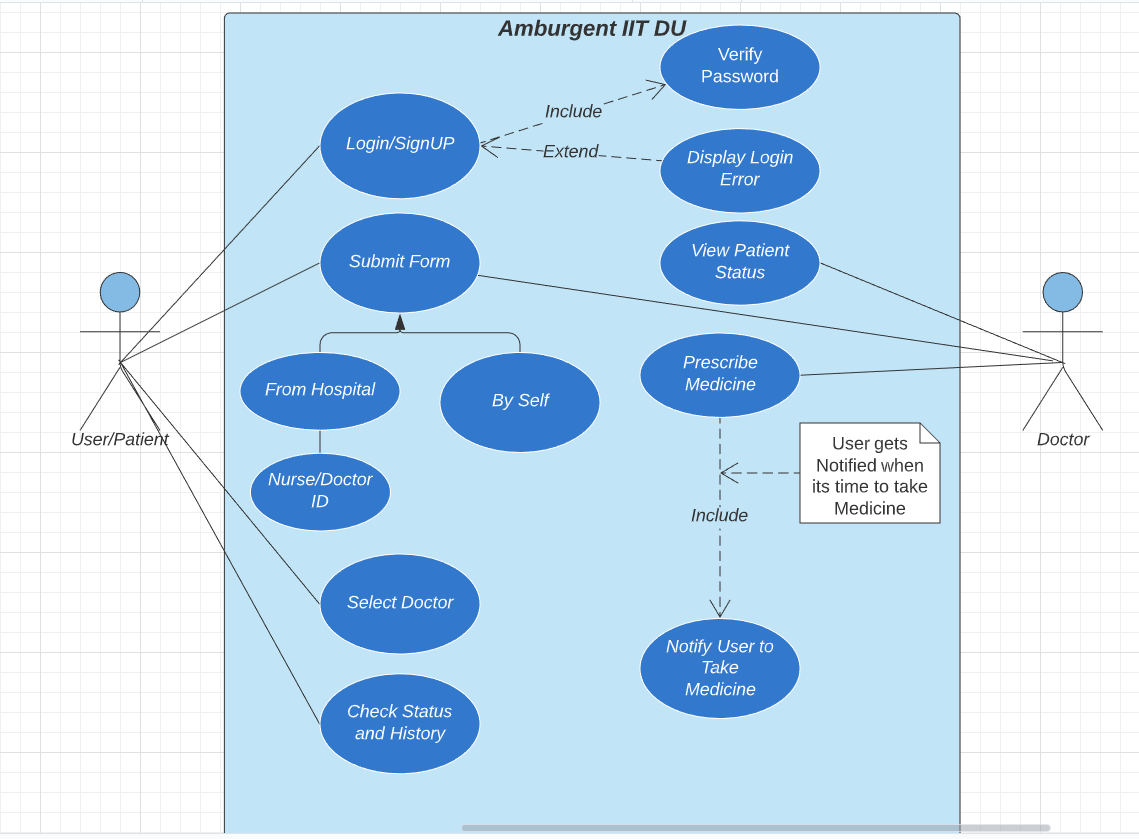 Amburgent IIT DU
Verify
Password
Include
Login/SignUP
Extend
Display Login
Error
Submit Form
View Patient
Status
From Hospital
By Self
Prescribe
Medicine
User/Patient
Doctor
User gets
Notified when
its time to take
Medicine
Nurse/Doctor
ID
Include
Select Doctor
Notify User to
Take
Medicine
Check Status
and History